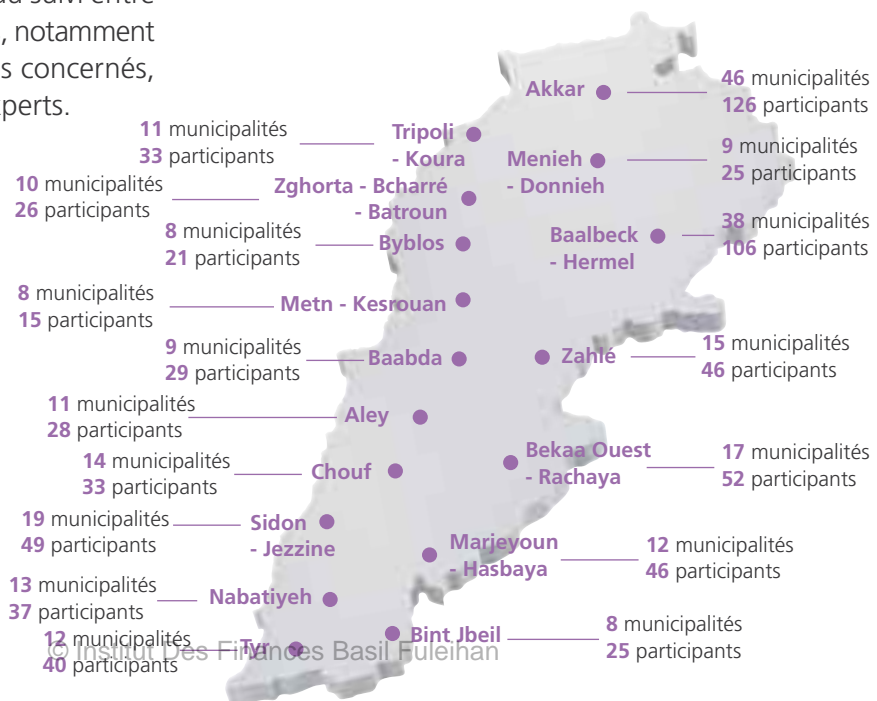 au suivi entre
, notamment
s concernés,
xperts.
Akkar
46 municipalités
126 participants
11 municipalités
33 participants
Tripoli
- Koura
Menieh
- Donnieh
9 municipalités
25 participants
10 municipalités
26 participants
Zghorta - Bcharré
- Batroun
8 municipalités
21 participants
Byblos
Baalbeck
- Hermel
38 municipalités
106 participants
8 municipalités
15 participants
Metn - Kesrouan
9 municipalités
29 participants
Baabda
Zahlé
15 municipalités
46 participants
11 municipalités
28 participants
Aley
14 municipalités
33 participants
Chouf
Bekaa Ouest
- Rachaya
17 municipalités
52 participants
19 municipalités
49 participants
Sidon
- Jezzine
Marjeyoun
- Hasbaya
12 municipalités
46 participants
13 municipalités
37 participants
Nabatiyeh
12 municipalités
40 participants
Tyr
Bint Jbeil
8 municipalités
25 participants
© Institut Des Finances Basil Fuleihan